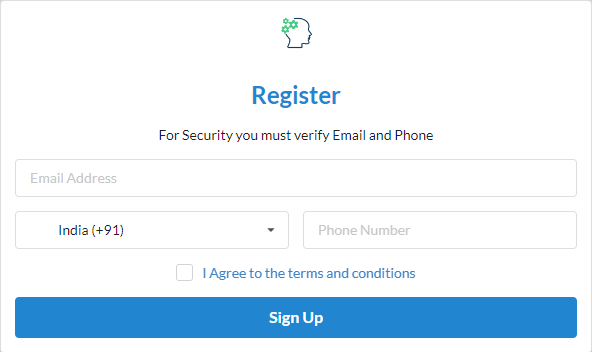 Register
For Security you must verify Email and Phone
Email Address
India (+91)
Phone Number
I Agree to the terms and conditions
Sign Up